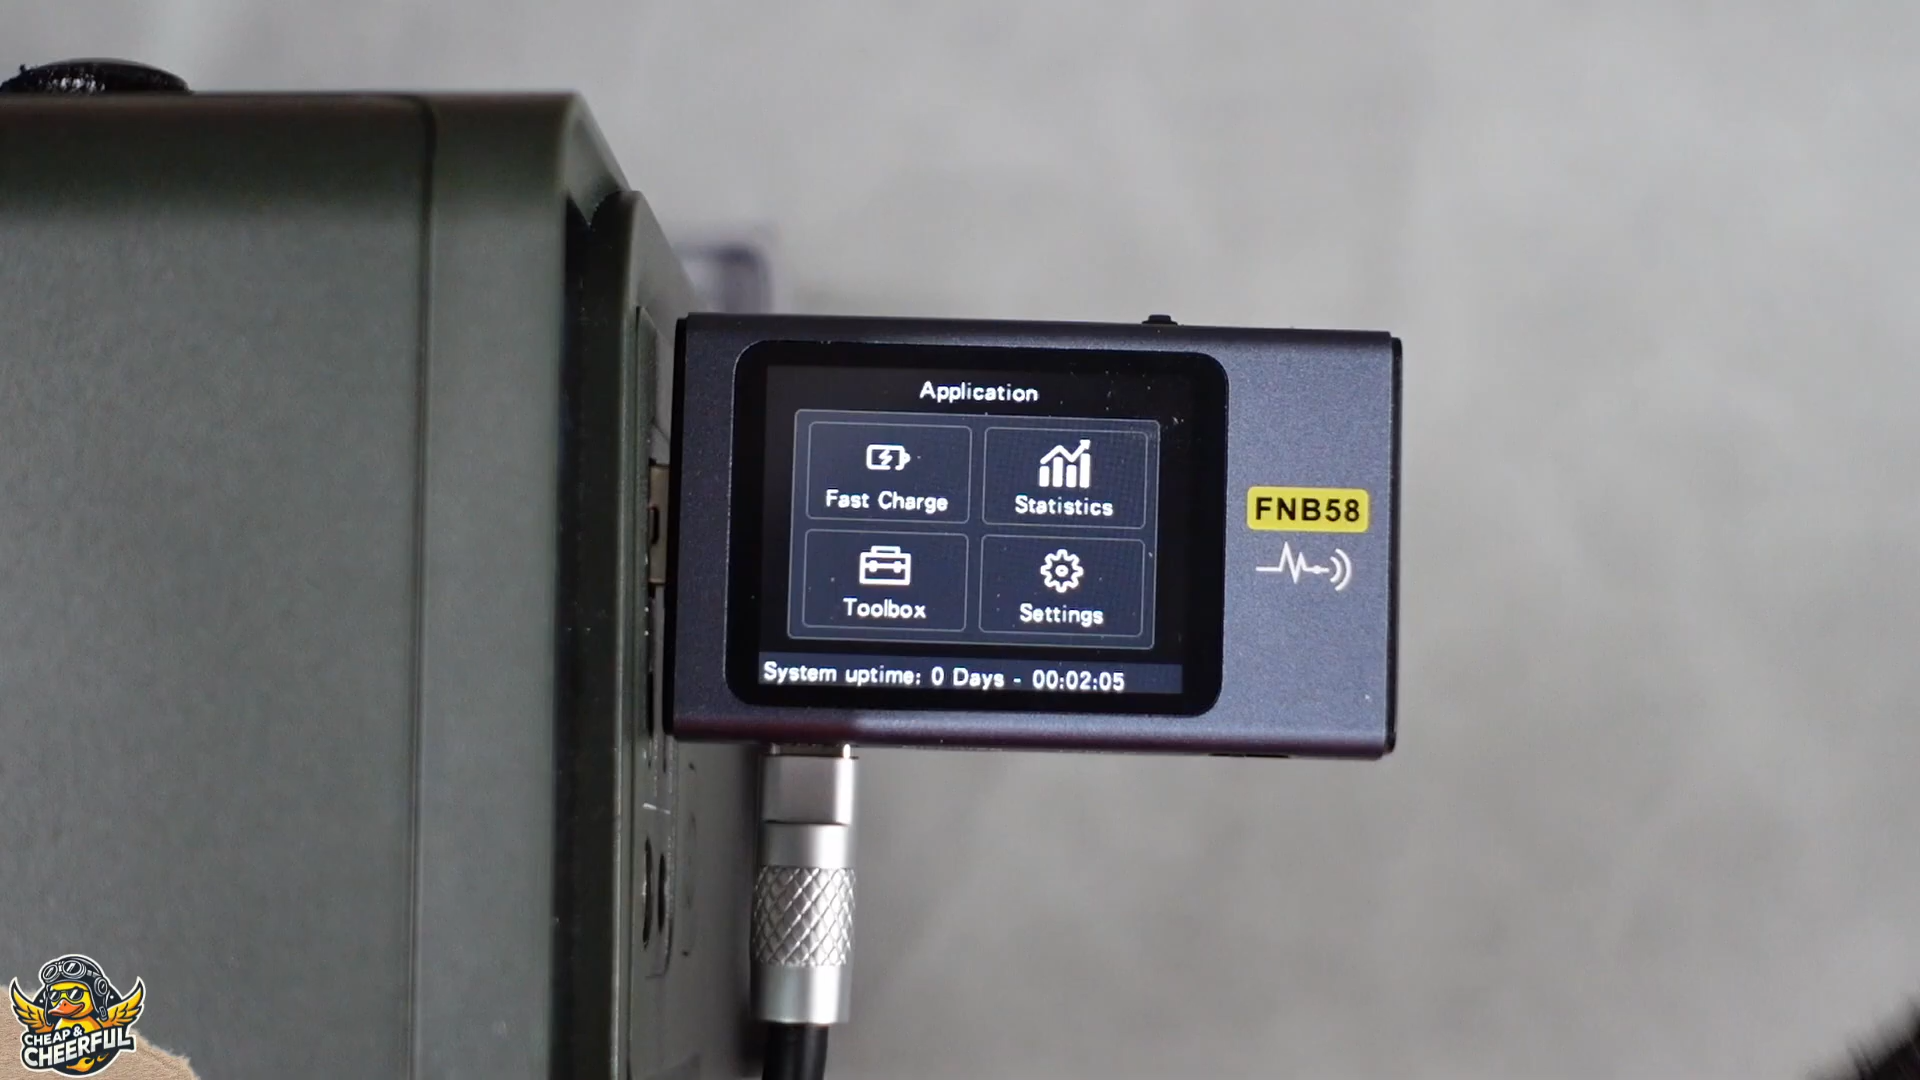 Application
Fast Charge
Statistics
Toolbox
Settings
System uptime: 0 Days - 00:02:05
FNB58
CHEAP &
CHEERFUL